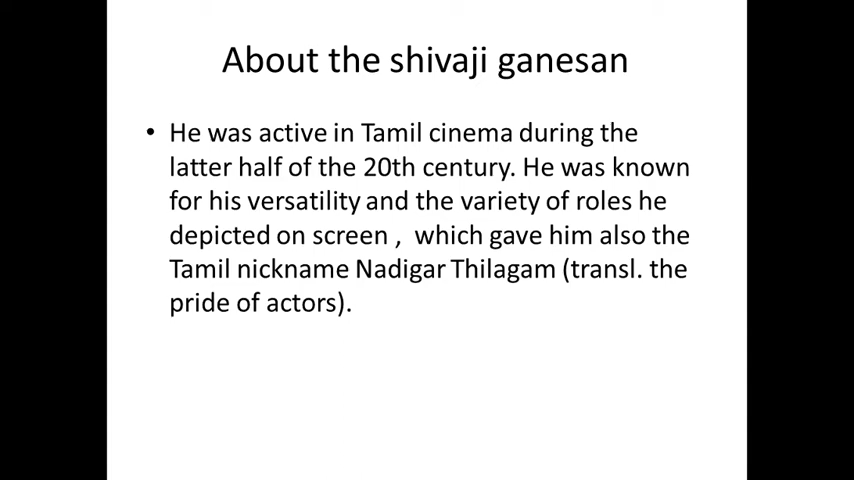 About the shivaji ganesan
• He was active in Tamil cinema during the
latter half of the 20th century. He was known
for his versatility and the variety of roles he
depicted on screen , which gave him also the
Tamil nickname Nadigar Thilagam (transl. the
pride of actors).